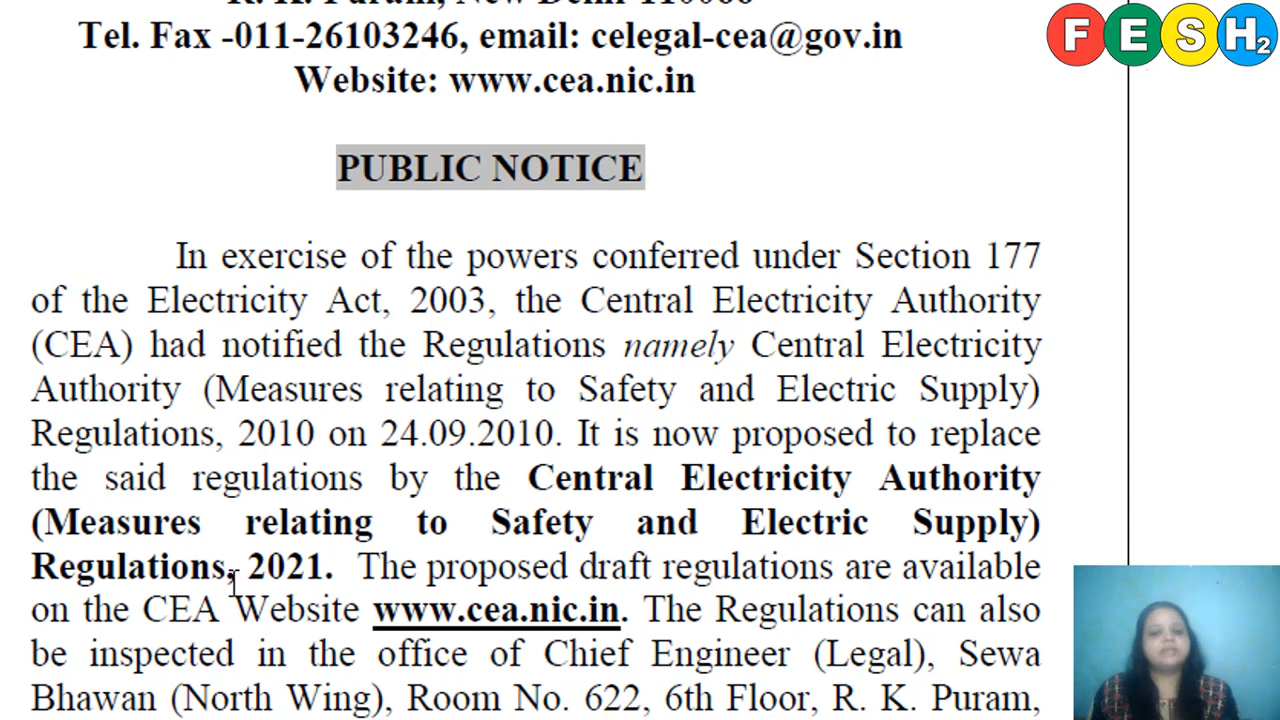 R. K. Puram, New Delhi-110066
Tel. Fax -011-26103246, email: celegal-cea@gov.in
Website: www.cea.nic.in
FESH2
PUBLIC NOTICE
In exercise of the powers conferred under Section 177
of the Electricity Act, 2003, the Central Electricity Authority
(CEA) had notified the Regulations namely Central Electricity
Authority (Measures relating to Safety and Electric Supply)
Regulations, 2010 on 24.09.2010. It is now proposed to replace
the said regulations by the Central Electricity Authority
(Measures relating to Safety and Electric Supply)
Regulations, 2021. The proposed draft regulations are available
on the CEA Website www.cea.nic.in. The Regulations can also
be inspected in the office of Chief Engineer (Legal), Sewa
Bhawan (North Wing), Room No. 622, 6th Floor, R. K. Puram,